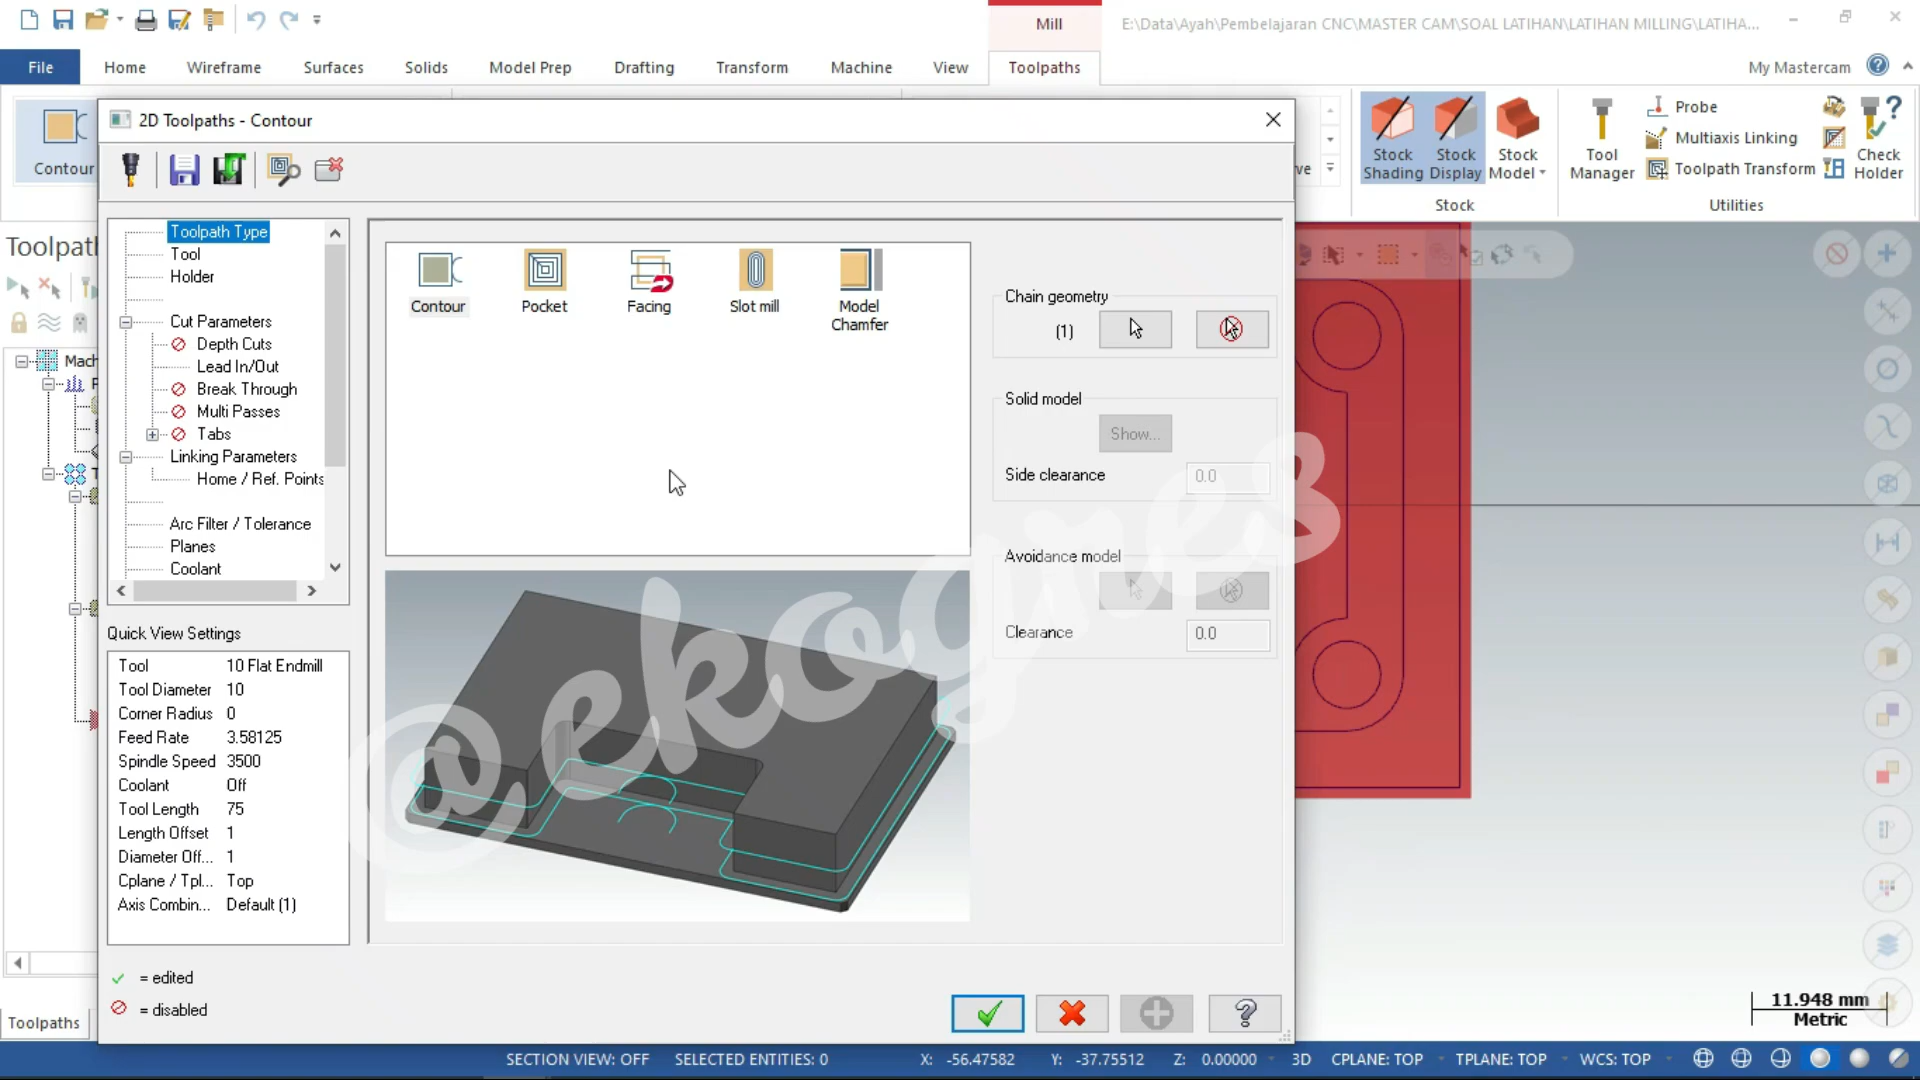 Mill
E:\Data\Ayah\Pembelajaran CNC\MASTER CAM\SOAL LATIHAN\LATIHAN MILLING\LATIHA...
File Home Wireframe Surfaces Solids Model Prep Drafting Transform Machine View Toolpaths My Mastercam
Contour
2D Toolpaths - Contour
Stock Shading
Stock Display
Stock Model
Stock
Tool Manager
Probe
Multiaxis Linking
Toolpath Transform
Check Holder
Utilities
Toolpath Type
Tool
Holder
Cut Parameters
Depth Cuts
Lead In/Out
Break Through
Multi Passes
Tabs
Linking Parameters
Home / Ref. Points
Arc Filter / Tolerance
Planes
Coolant
Contour
Pocket
Facing
Slot mill
Model Chamfer
Chain geometry
(1)
Solid model
Show...
Side clearance 0.0
Avoidance model
Clearance 0.0
Quick View Settings
Tool 10 Flat Endmill
Tool Diameter 10
Corner Radius 0
Feed Rate 3.58125
Spindle Speed 3500
Coolant Off
Tool Length 75
Length Offset 1
Diameter Off... 1
Cplane / Tpl... Top
Axis Combin... Default (1)
= edited
= disabled
@ekogres
11.948 mm
Metric
Toolpaths
SECTION VIEW: OFF SELECTED ENTITIES: 0 X: -56.47582 Y: -37.75512 Z: 0.00000 3D CPLANE: TOP TPLANE: TOP WCS: TOP